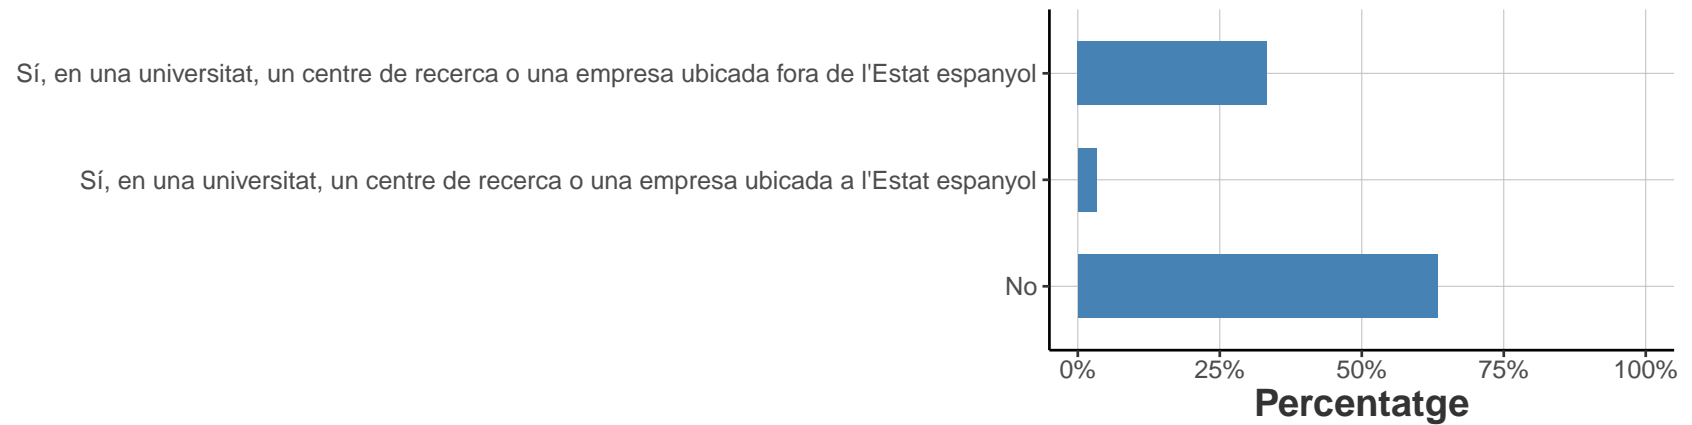 Sí, en una universitat, un centre de recerca o una empresa ubicada fora de l'Estat espanyol
Sí, en una universitat, un centre de recerca o una empresa ubicada a l'Estat espanyol
No
0% 25% 50% 75% 100%
Percentatge